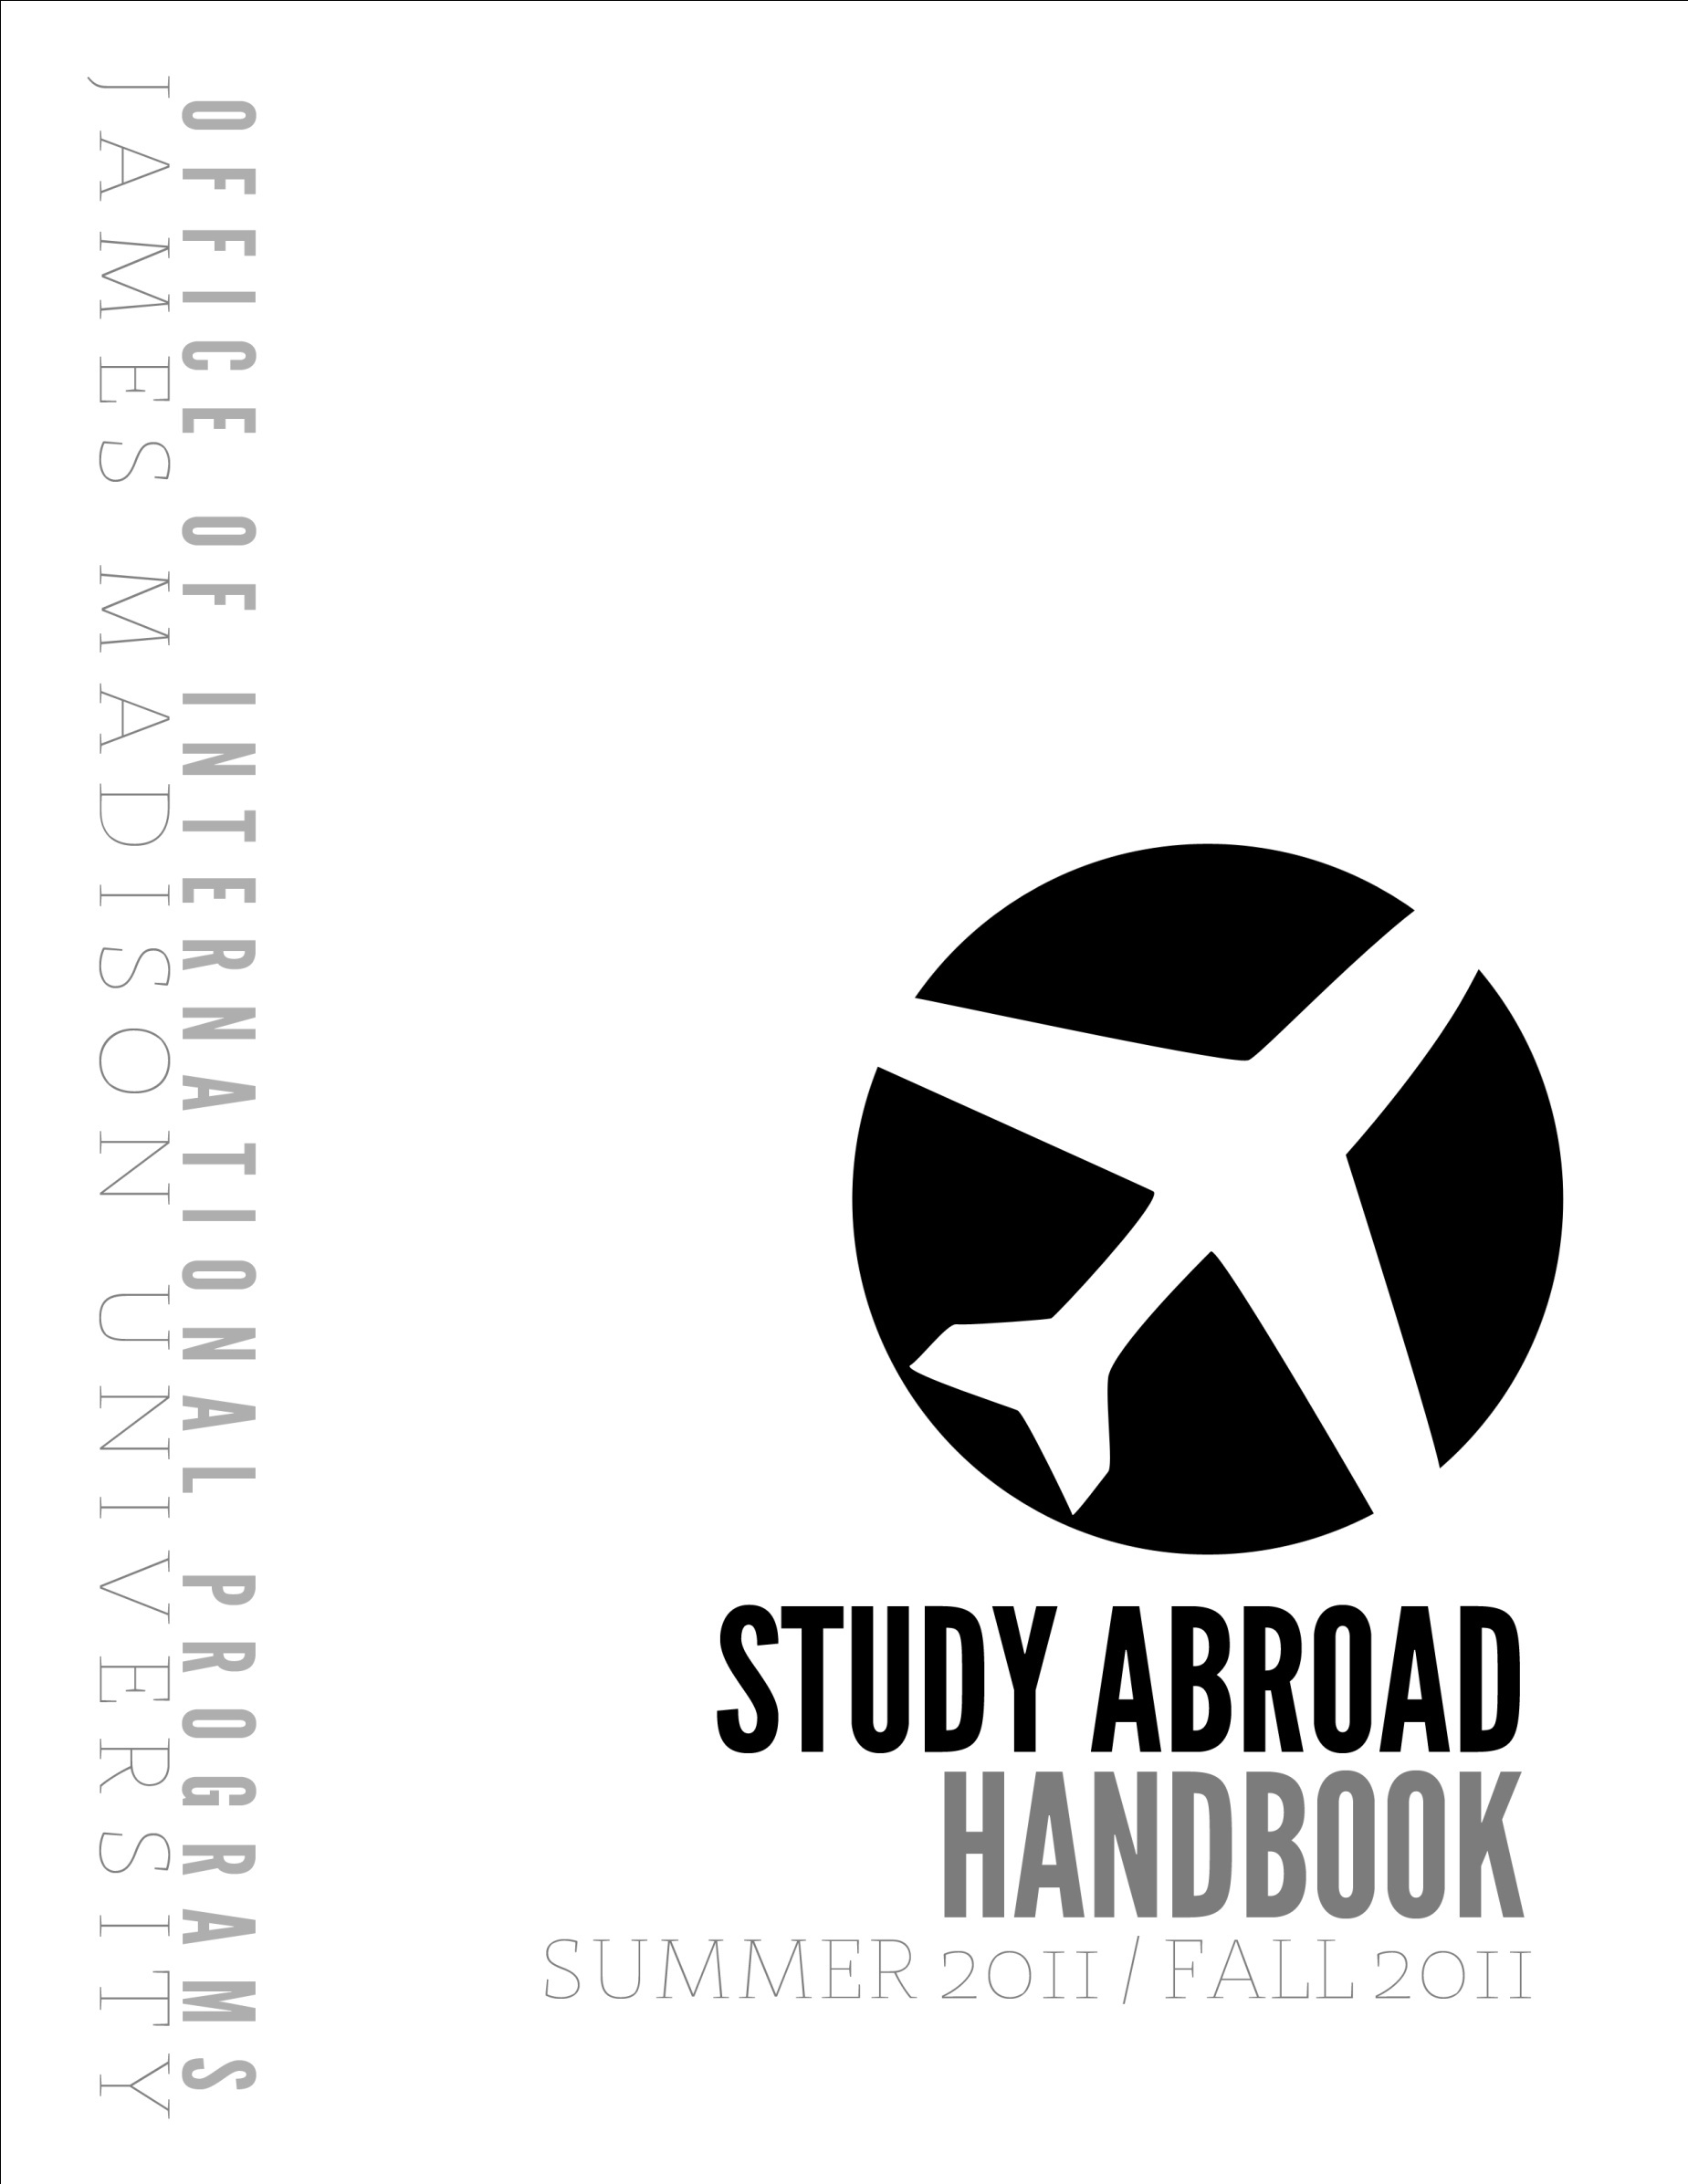 OFFICE OF INTERNATIONAL PROGRAMS
JAMES MADISON UNIVERSITY
STUDY ABROAD
HANDBOOK
SUMMER 2011 / FALL 2011